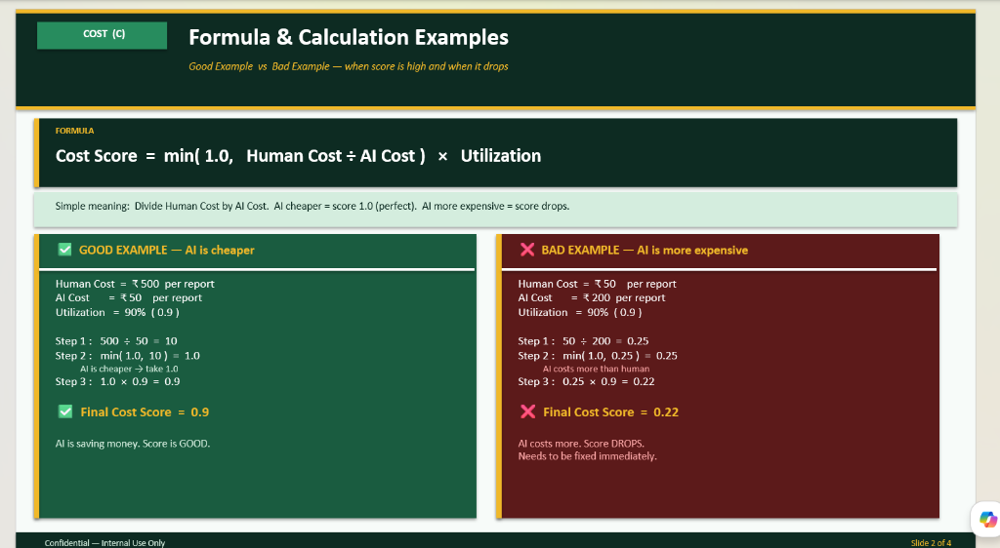 COST (C)
Formula & Calculation Examples
Good Example vs Bad Example — when score is high and when it drops
FORMULA
Cost Score = min( 1.0, Human Cost ÷ AI Cost ) × Utilization
Simple meaning: Divide Human Cost by AI Cost. AI cheaper = score 1.0 (perfect). AI more expensive = score drops.
✅ GOOD EXAMPLE — AI is cheaper
Human Cost = ₹ 500 per report
AI Cost = ₹ 50 per report
Utilization = 90% ( 0.9 )
Step 1 : 500 ÷ 50 = 10
Step 2 : min( 1.0, 10 ) = 1.0
AI is cheaper → take 1.0
Step 3 : 1.0 × 0.9 = 0.9
✅ Final Cost Score = 0.9
AI is saving money. Score is GOOD.
❌ BAD EXAMPLE — AI is more expensive
Human Cost = ₹ 50 per report
AI Cost = ₹ 200 per report
Utilization = 90% ( 0.9 )
Step 1 : 50 ÷ 200 = 0.25
Step 2 : min( 1.0, 0.25 ) = 0.25
AI costs more than human
Step 3 : 0.25 × 0.9 = 0.22
❌ Final Cost Score = 0.22
AI costs more. Score DROPS.
Needs to be fixed immediately.
Confidential — Internal Use Only
Slide 2 of 4